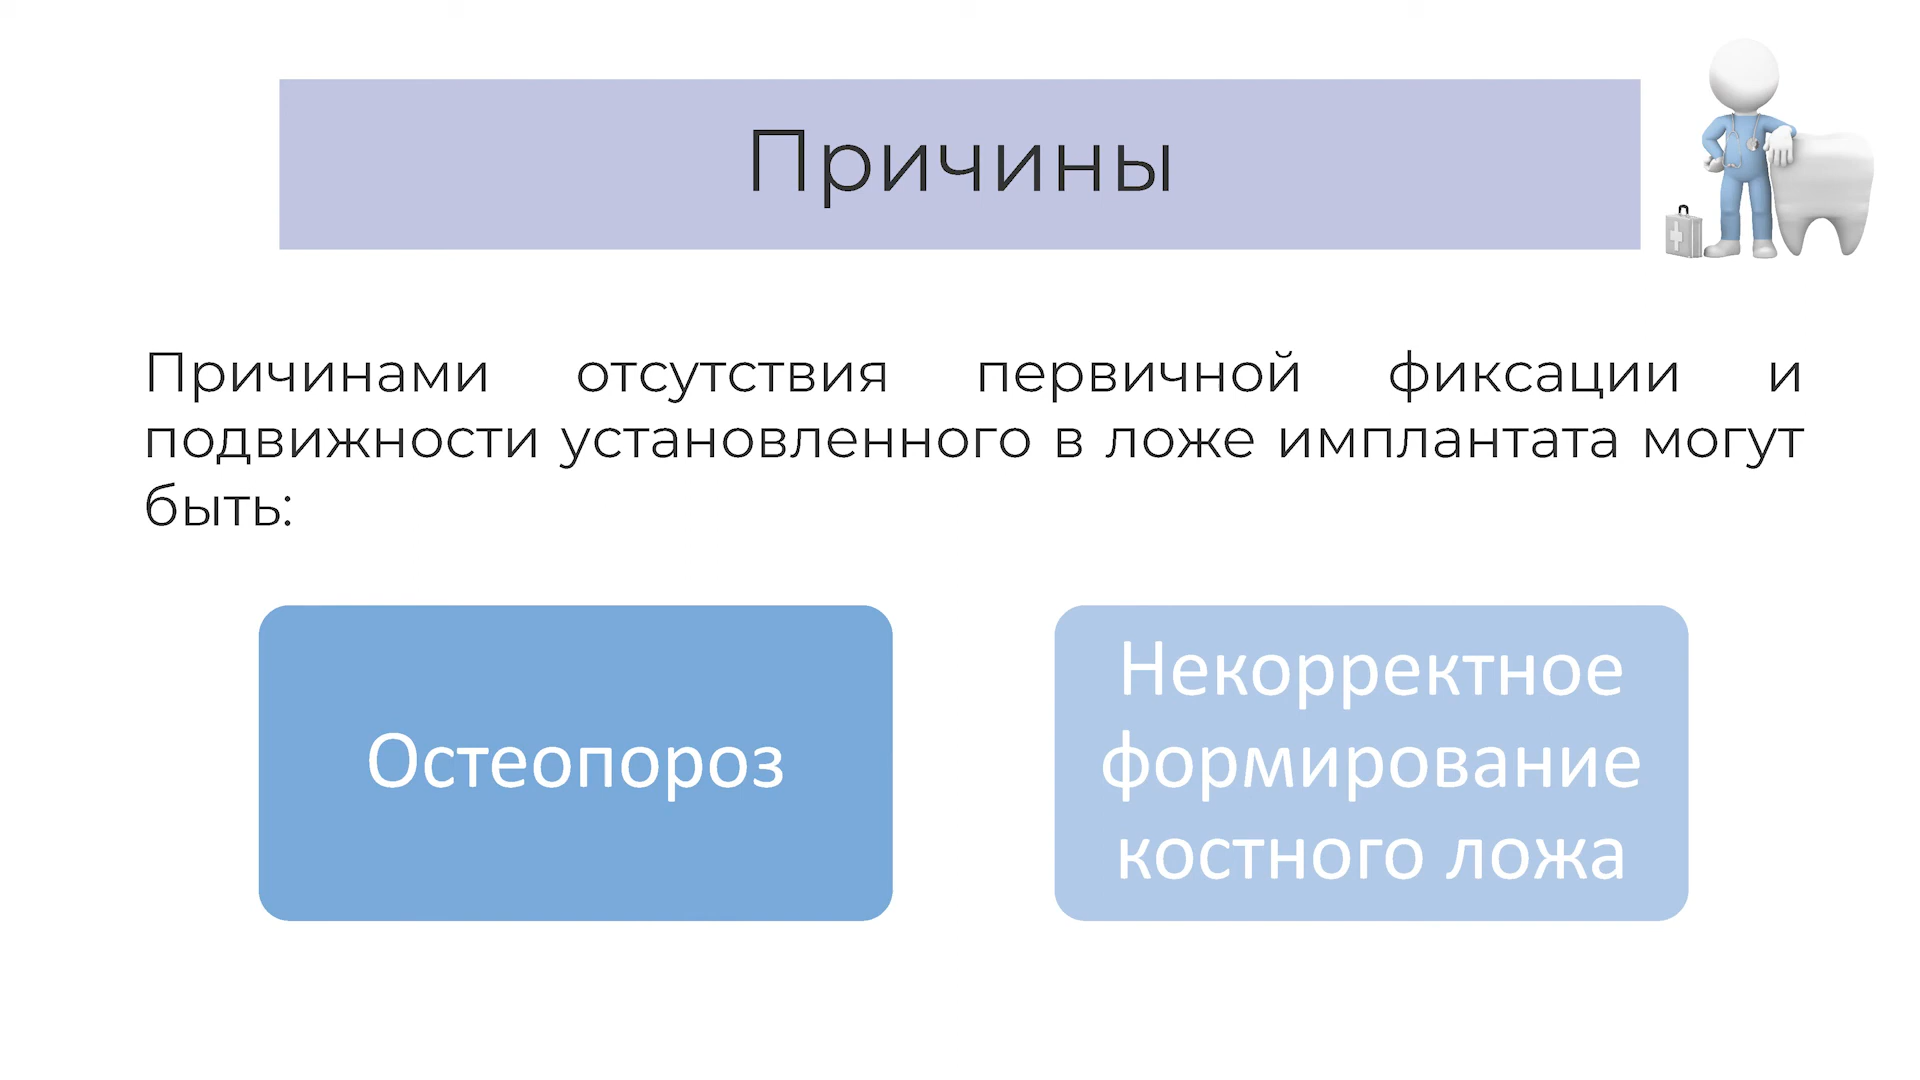 Причины
Причинами отсутствия первичной фиксации и
подвижности установленного в ложе имплантата могут
быть:
Остеопороз
Некорректное
формирование
костного ложа